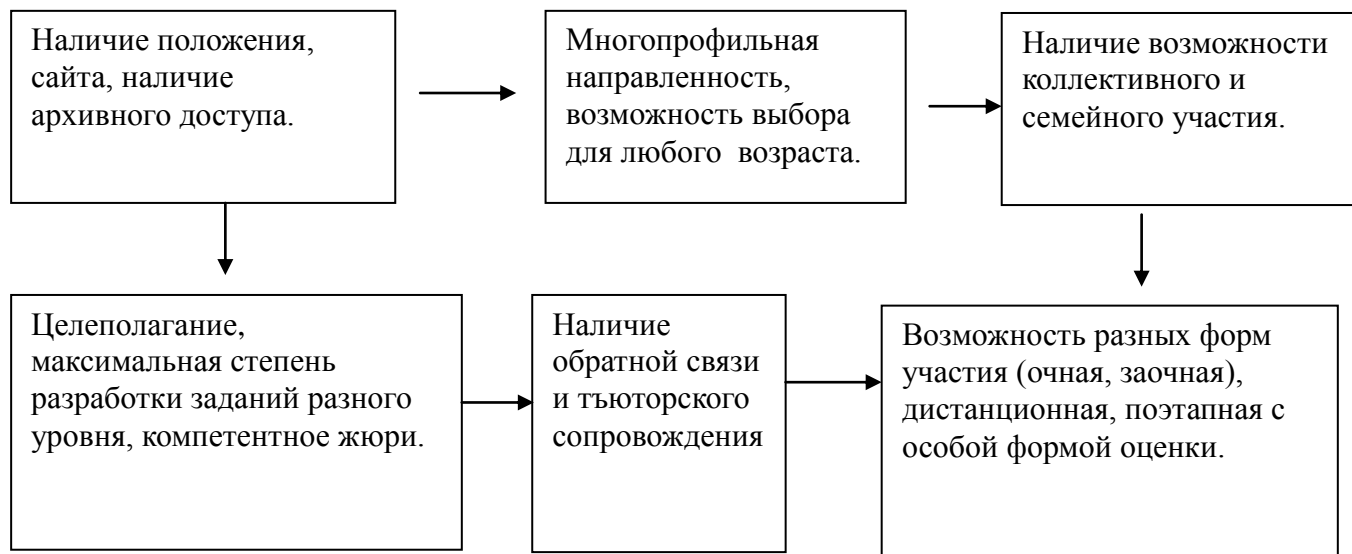 Наличие положения,
сайта, наличие
архивного доступа.
Многопрофильная
направленность,
возможность выбора
для любого  возраста.
Наличие возможности
коллективного и
семейного участия.
Целеполагание,
максимальная степень
разработки заданий разного
уровня, компетентное жюри.
Наличие
обратной связи
и тъюторского
сопровождения
Возможность разных форм
участия (очная, заочная),
дистанционная, поэтапная с
особой формой оценки.